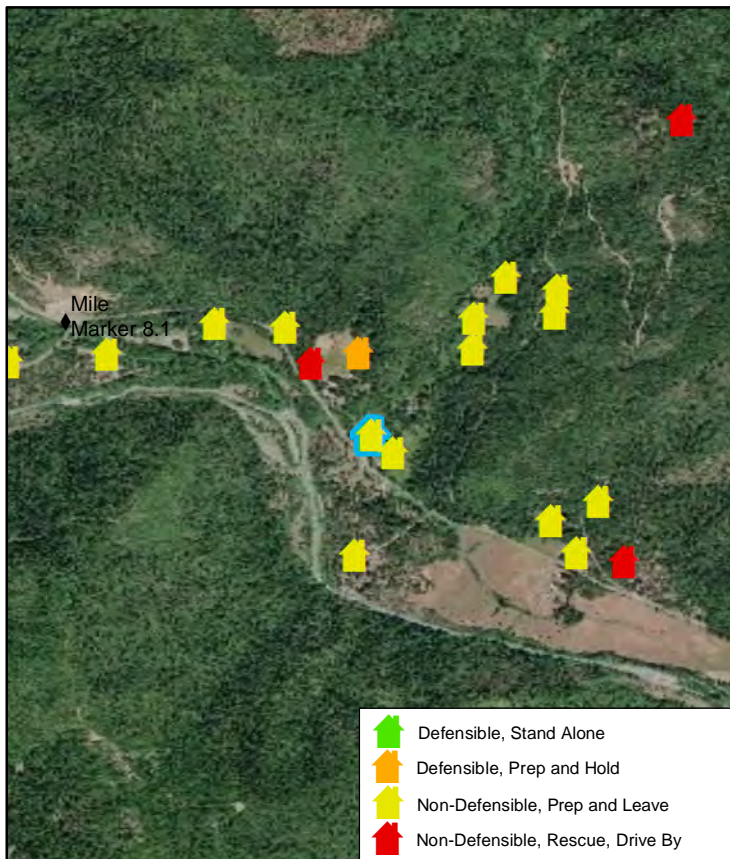 Mile
Marker 8.1
Defensible, Stand Alone
Defensible, Prep and Hold
Non-Defensible, Prep and Leave
Non-Defensible, Rescue, Drive By